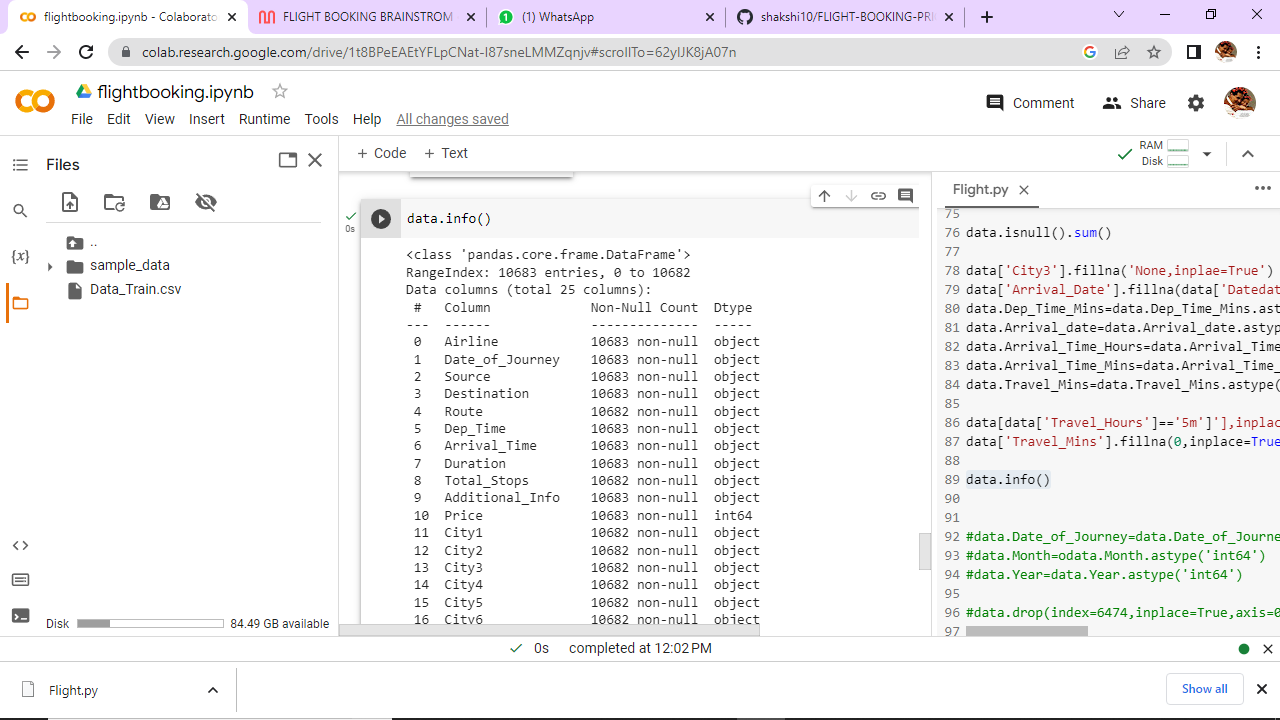 flightbooking.ipynb - Colaborato
FLIGHT BOOKING BRAINSTROM
(1) WhatsApp
shakshi10/FLIGHT-BOOKING-PRI
colab.research.google.com/drive/1t8BPeEAEtYFLpCNat-I87sneLMMZqnjv#scrollTo=62yIJK8jA07n
flightbooking.ipynb
File Edit View Insert Runtime Tools Help All changes saved
Comment Share
Files
+ Code + Text
RAM
Disk
..
sample_data
Data_Train.csv
{x}
Disk 84.49 GB available
0s
data.info()
<class 'pandas.core.frame.DataFrame'>
RangeIndex: 10683 entries, 0 to 10682
Data columns (total 25 columns):
# Column Non-Null Count Dtype
--- ------ -------------- -----
0 Airline 10683 non-null object
1 Date_of_Journey 10683 non-null object
2 Source 10683 non-null object
3 Destination 10683 non-null object
4 Route 10682 non-null object
5 Dep_Time 10683 non-null object
6 Arrival_Time 10683 non-null object
7 Duration 10683 non-null object
8 Total_Stops 10682 non-null object
9 Additional_Info 10683 non-null object
10 Price 10683 non-null int64
11 City1 10682 non-null object
12 City2 10682 non-null object
13 City3 10682 non-null object
14 City4 10682 non-null object
15 City5 10682 non-null object
16 City6 10682 non-null object
Flight.py
75
76 data.isnull().sum()
77
78 data['City3'].fillna('None,inplae=True')
79 data['Arrival_Date'].fillna(data['Datedat
80 data.Dep_Time_Mins=data.Dep_Time_Mins.ast
81 data.Arrival_date=data.Arrival_date.astyp
82 data.Arrival_Time_Hours=data.Arrival_Time
83 data.Arrival_Time_Mins=data.Arrival_Time_
84 data.Travel_Mins=data.Travel_Mins.astype(
85
86 data[data['Travel_Hours']=='5m']'],inplac
87 data['Travel_Mins'].fillna(0,inplace=True
88
89 data.info()
90
91
92 #data.Date_of_Journey=data.Date_of_Journe
93 #data.Month=odata.Month.astype('int64')
94 #data.Year=data.Year.astype('int64')
95
96 #data.drop(index=6474,inplace=True,axis=0
97
0s completed at 12:02 PM
Flight.py
Show all